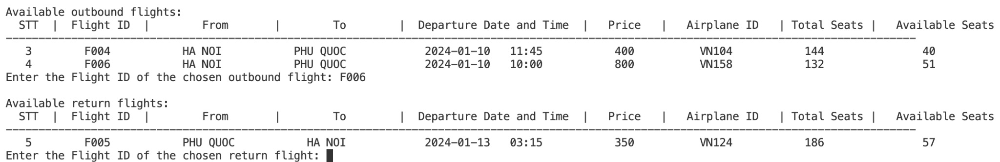 Available outbound flights:
STT | Flight ID | From | To | Departure Date and Time | Price | Airplane ID | Total Seats | Available Seats
--------------------------------------------------------------------------------------------------------------------------------------------
3 F004 HA NOI PHU QUOC 2024-01-10 11:45 400 VN104 144 40
4 F006 HA NOI PHU QUOC 2024-01-10 10:00 800 VN158 132 51
Enter the Flight ID of the chosen outbound flight: F006
Available return flights:
STT | Flight ID | From | To | Departure Date and Time | Price | Airplane ID | Total Seats | Available Seats
--------------------------------------------------------------------------------------------------------------------------------------------
5 F005 PHU QUOC HA NOI 2024-01-13 03:15 350 VN124 186 57
Enter the Flight ID of the chosen return flight: